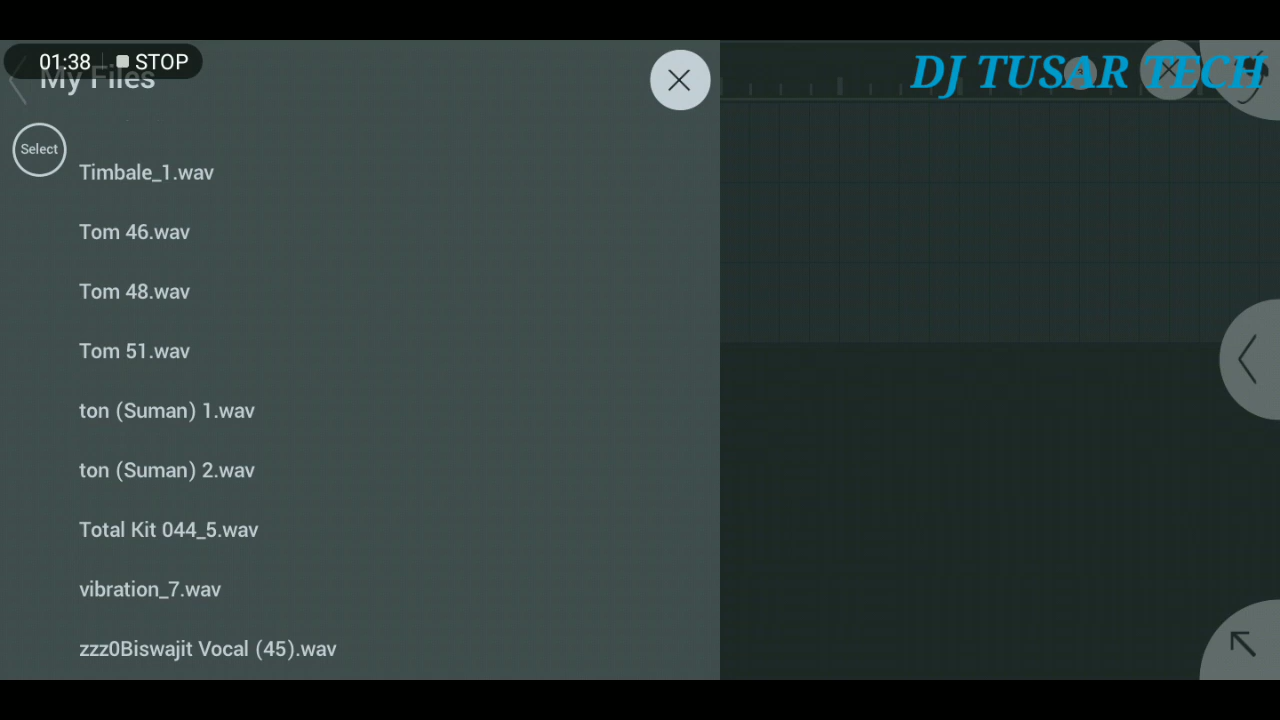 01:38 STOP
My Files
DJ TUSAR TECH
Select
Timbale_1.wav
Tom 46.wav
Tom 48.wav
Tom 51.wav
ton (Suman) 1.wav
ton (Suman) 2.wav
Total Kit 044_5.wav
vibration_7.wav
zzz0Biswajit Vocal (45).wav